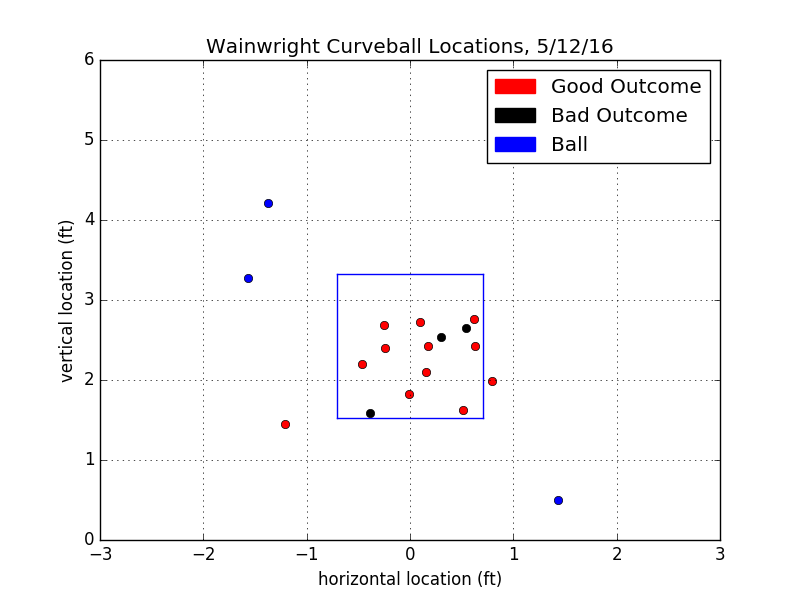 Wainwright Curveball Locations, 5/12/16
6
Good Outcome
Bad Outcome
Ball
5
4
3
2
1
0
vertical location (ft)
−3 −2 −1 0 1 2 3
horizontal location (ft)